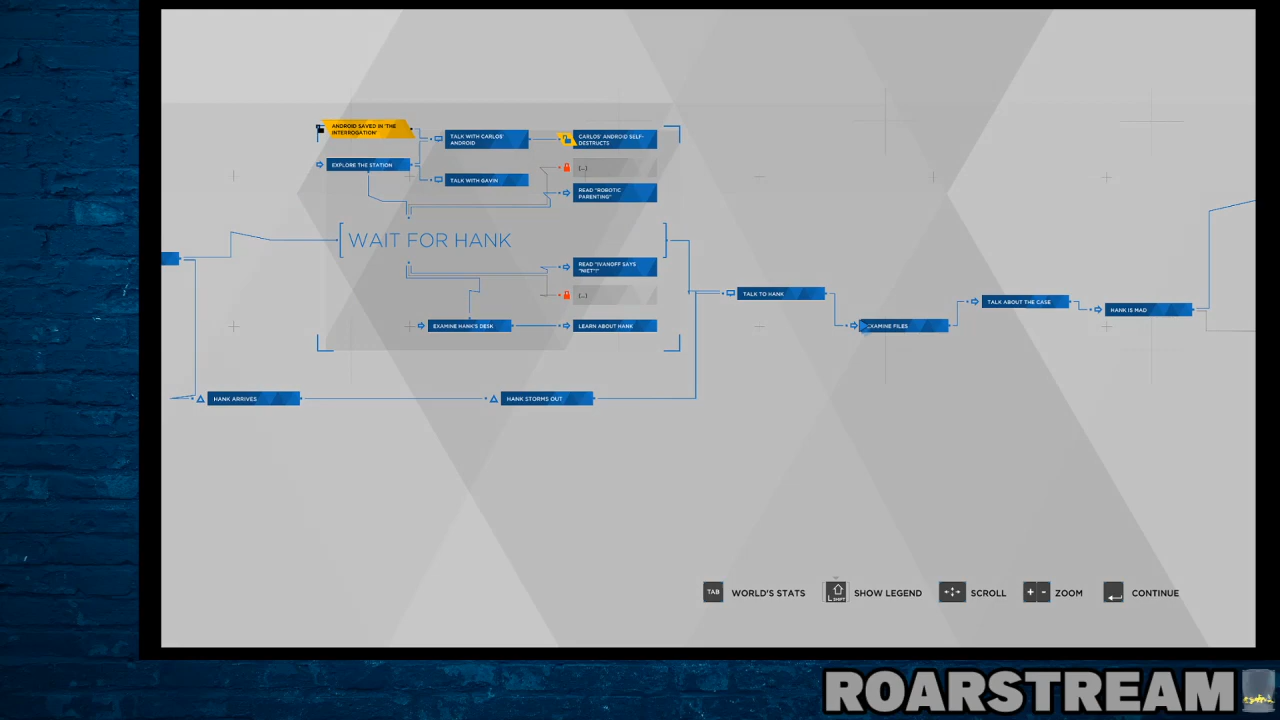 ANDROID SAVED IN 'THE
INTERROGATION'
TALK WITH CARLOS'
ANDROID
CARLOS' ANDROID SELF-
DESTRUCTS
EXPLORE THE STATION
(...)
TALK WITH GAVIN
READ "ROBOTIC
PARENTING"
WAIT FOR HANK
READ "IVANOFF SAYS
"NIET"!"
(...)
EXAMINE HANK'S DESK
LEARN ABOUT HANK
TALK TO HANK
EXAMINE FILES
TALK ABOUT THE CASE
HANK IS MAD
HANK ARRIVES
HANK STORMS OUT
TAB WORLD'S STATS
L SHIFT SHOW LEGEND
SCROLL
+ - ZOOM
CONTINUE
ROARSTREAM